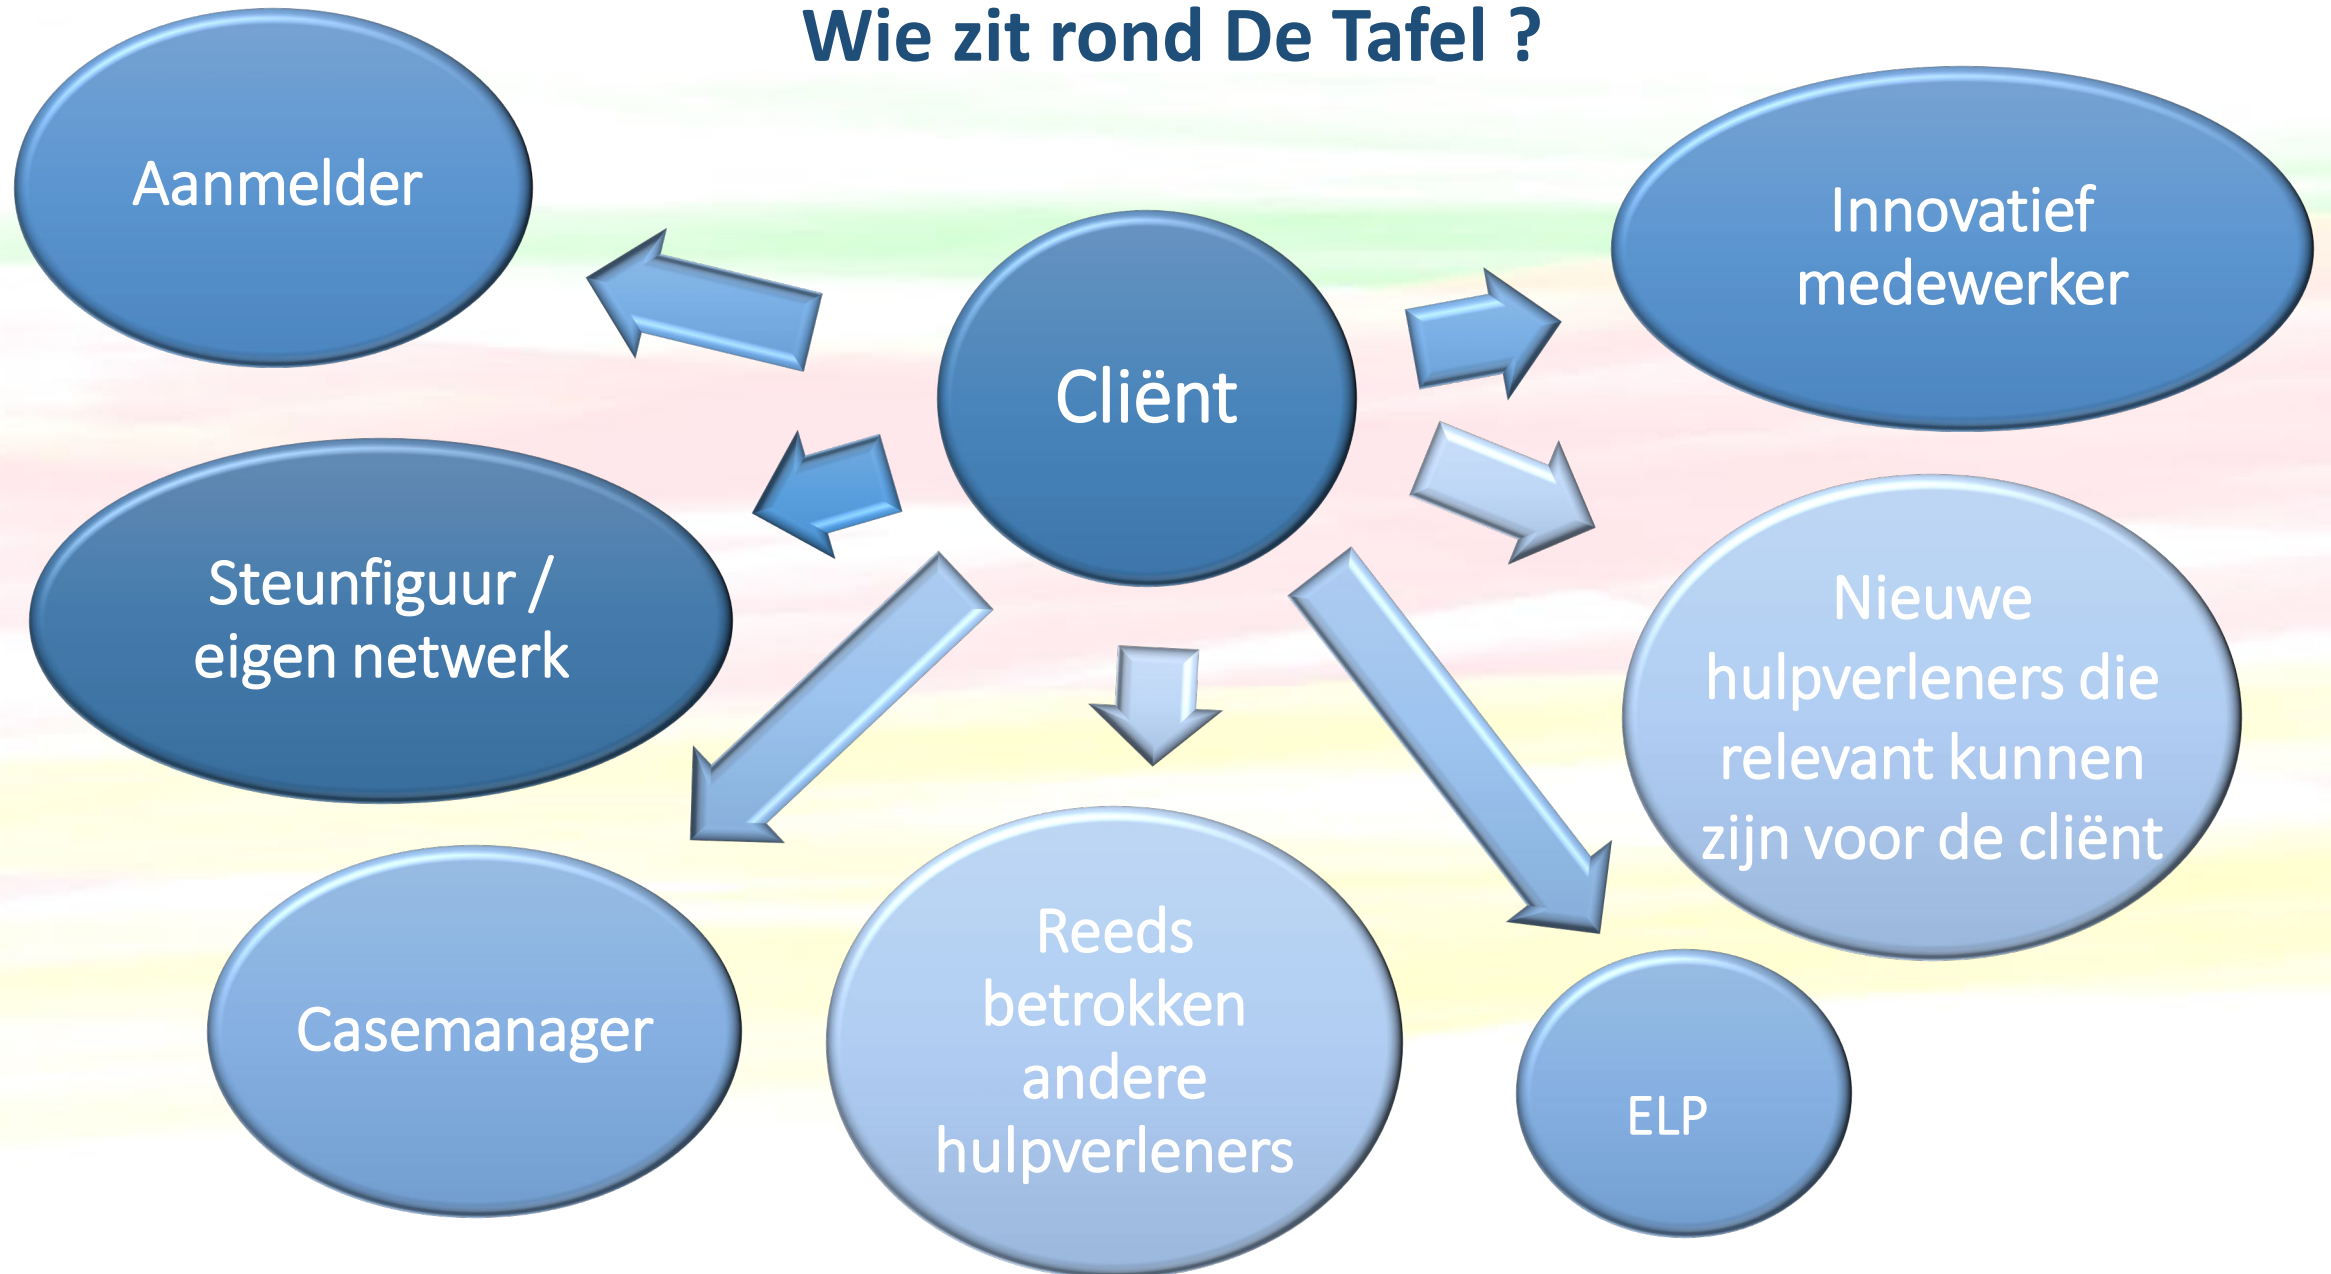 Wie zit rond De Tafel ?
Aanmelder
Innovatief
medewerker
Cliënt
Steunfiguur /
eigen netwerk
Nieuwe
hulpverleners die
relevant kunnen
zijn voor de cliënt
Casemanager
Reeds
betrokken
andere
hulpverleners
ELP